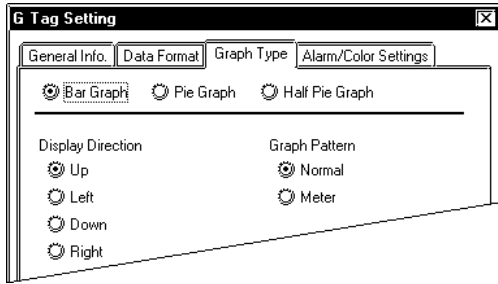 G Tag Setting
General Info. Data Format Graph Type Alarm/Color Settings
Bar Graph Pie Graph Half Pie Graph
Display Direction Graph Pattern
Up Normal
Left Meter
Down
Right